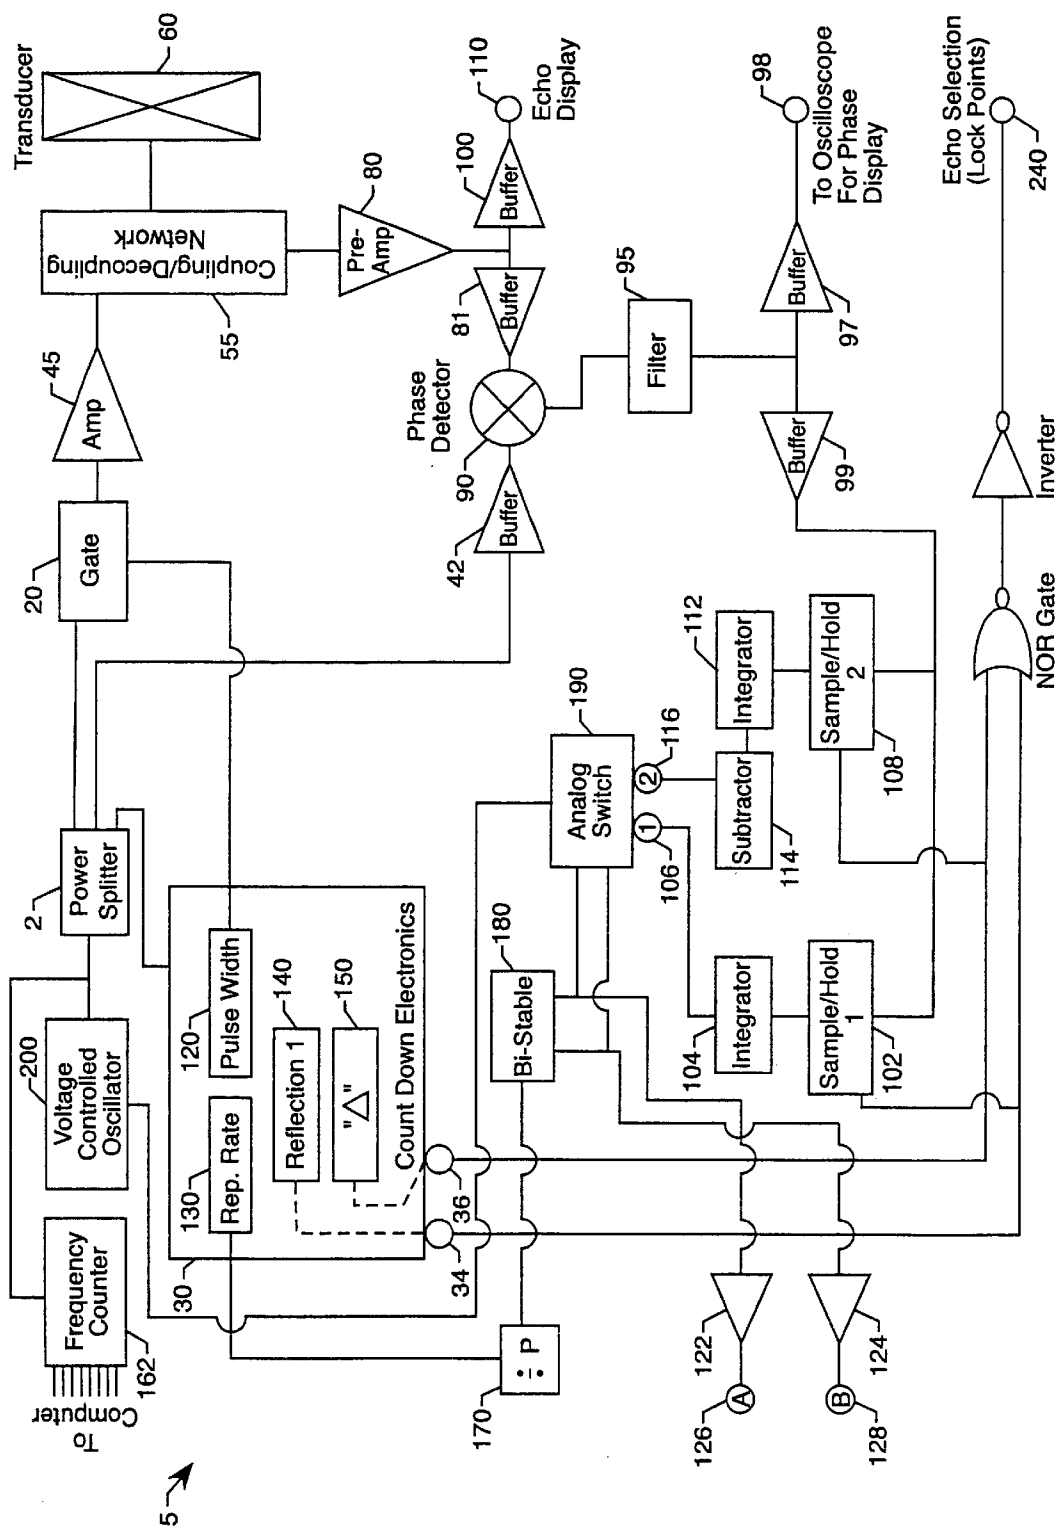 5
To
Computer
Frequency
Counter
162
200
Voltage
Controlled
Oscillator
2
Power
Splitter
20
Gate
45
Amp
Coupling/Decoupling
Network
55
Transducer
60
30
130
Rep. Rate
120
Pulse Width
140
Reflection 1
150
"△"
Count Down Electronics
34
36
42
Buffer
Phase
Detector
90
81
Buffer
Pre-
Amp
80
100
Buffer
110
Echo
Display
170
÷ P
180
Bi-Stable
190
Analog
Switch
1
2
106
116
95
Filter
104
Integrator
Subtractor
114
Integrator
112
99
Buffer
97
Buffer
98
To Oscilloscope
For Phase
Display
122
126
A
Sample/Hold
1
102
Sample/Hold
2
108
124
128
B
NOR Gate
Inverter
Echo Selection
(Lock Points)
240